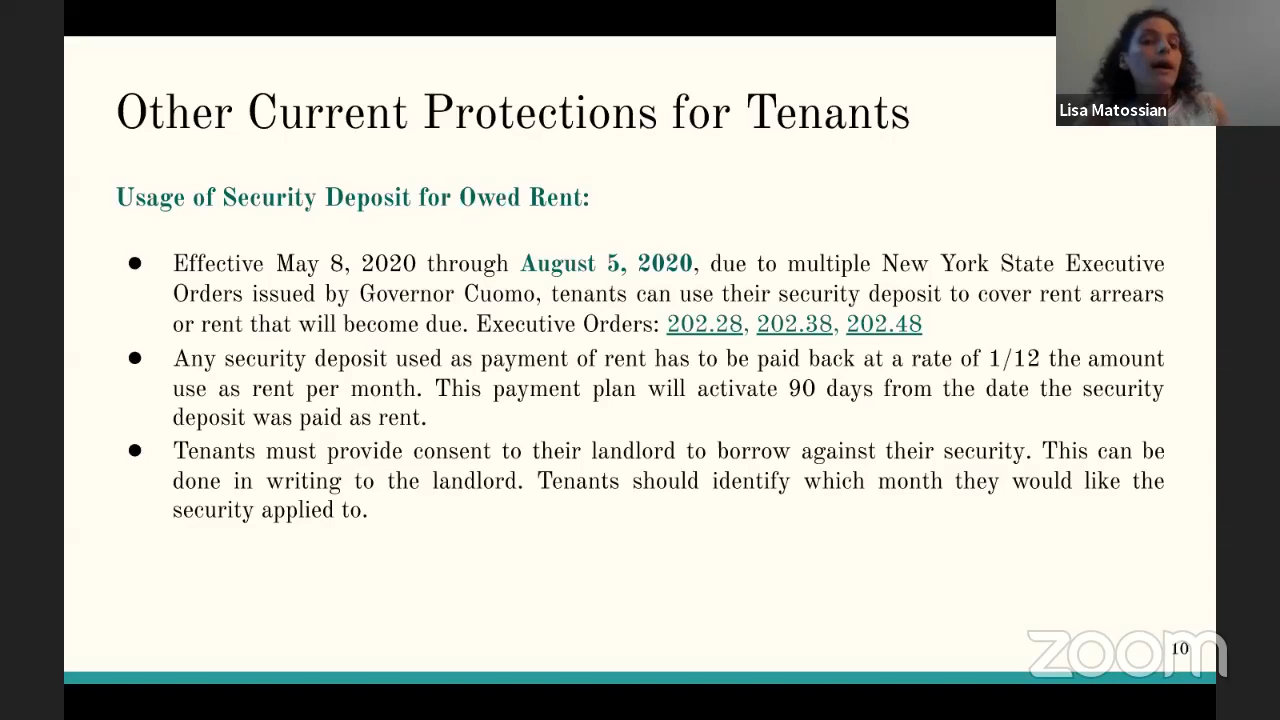 Other Current Protections for Tenants
Lisa Matossian
Usage of Security Deposit for Owed Rent:
● Effective May 8, 2020 through August 5, 2020, due to multiple New York State Executive
Orders issued by Governor Cuomo, tenants can use their security deposit to cover rent arrears
or rent that will become due. Executive Orders: 202.28, 202.38, 202.48
● Any security deposit used as payment of rent has to be paid back at a rate of 1/12 the amount
use as rent per month. This payment plan will activate 90 days from the date the security
deposit was paid as rent.
● Tenants must provide consent to their landlord to borrow against their security. This can be
done in writing to the landlord. Tenants should identify which month they would like the
security applied to.
zoom
10